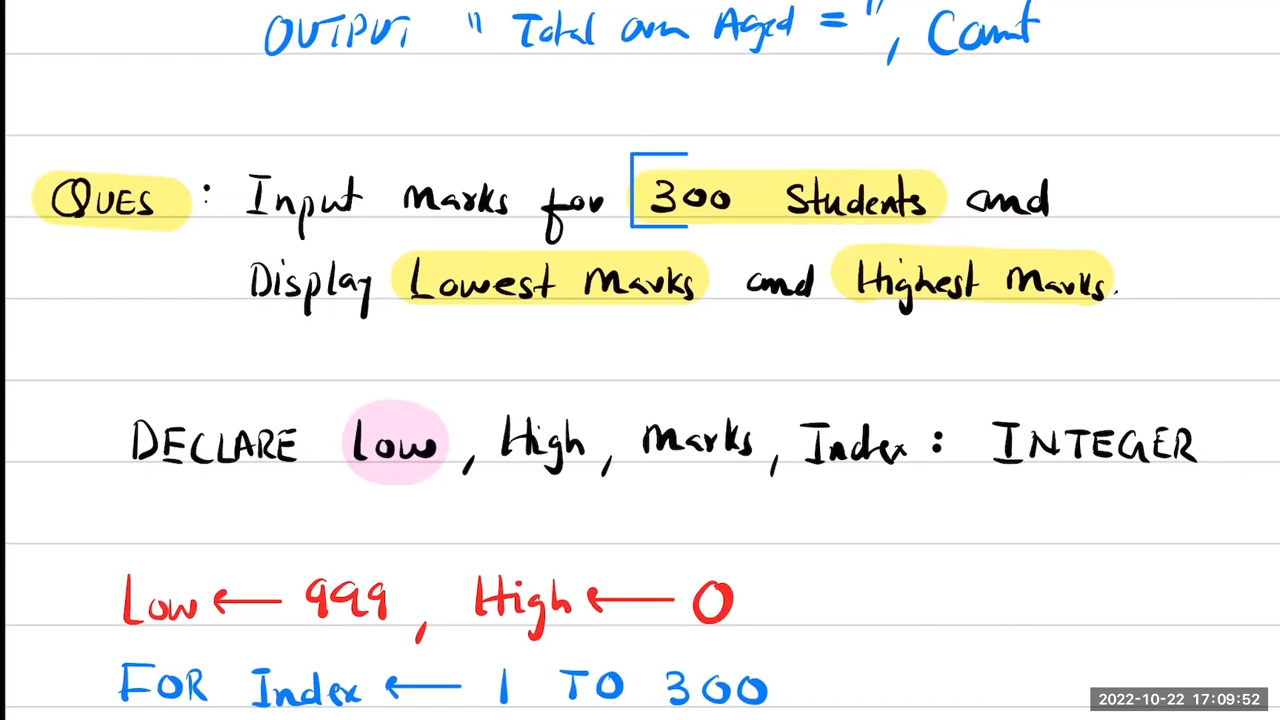 OUTPUT "Total over Aged = ", Count
QUES : Input Marks for 300 Students and
Display Lowest Marks and Highest Marks.
DECLARE Low, High, Marks, Index : INTEGER
Low ← 999, High ← 0
FOR Index ← 1 TO 300
2022-10-22 17:09:52